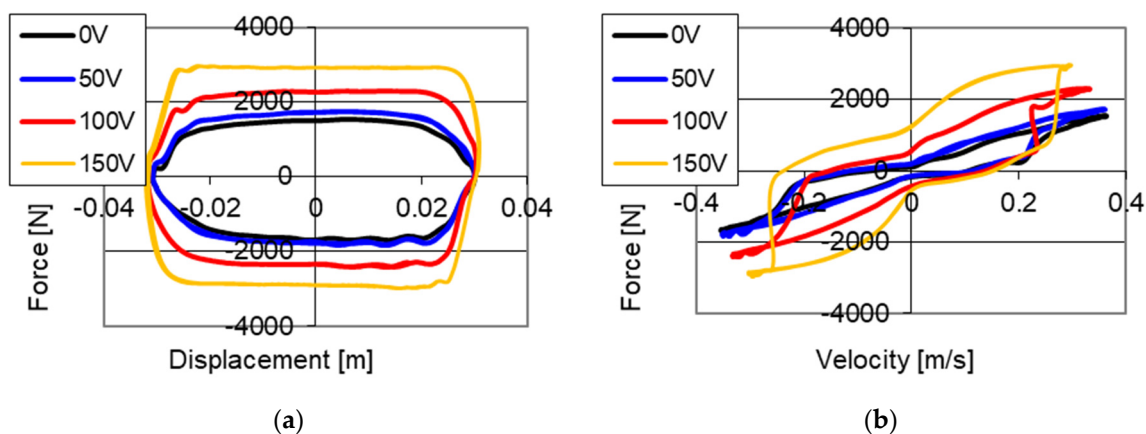 0V
50V
100V
150V
4000
2000
0
-2000
-4000
-0.04
-0.02
0
0.02
0.04
Force [N]
Displacement [m]
(a)
0V
50V
100V
150V
4000
2000
0
-2000
-4000
-0.4
-0.2
0
0.2
0.4
Force [N]
Velocity [m/s]
(b)